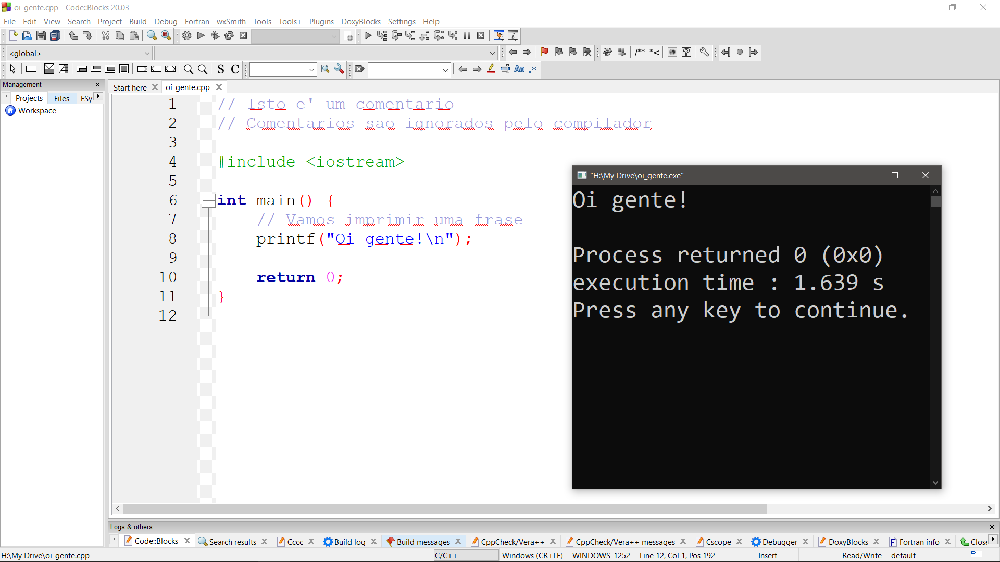 oi_gente.cpp - Code::Blocks 20.03
File Edit View Search Project Build Debug Fortran wxSmith Tools Tools+ Plugins DoxyBlocks Settings Help
<global>
/** *<
S C
Aa .*
Management
Projects Files FSy
Workspace
Start here oi_gente.cpp
1 // Isto e' um comentario
2 // Comentarios sao ignorados pelo compilador
3
4 #include <iostream>
5
6 int main() {
7 // Vamos imprimir uma frase
8 printf("Oi gente!\n");
9
10 return 0;
11 }
12
"H:\My Drive\oi_gente.exe"
Oi gente!
Process returned 0 (0x0)
execution time : 1.639 s
Press any key to continue.
Logs & others
Code::Blocks Search results Cccc Build log Build messages CppCheck/Vera++ CppCheck/Vera++ messages Cscope Debugger DoxyBlocks Fortran info Close
H:\My Drive\oi_gente.cpp C/C++ Windows (CR+LF) WINDOWS-1252 Line 12, Col 1, Pos 192 Insert Read/Write default